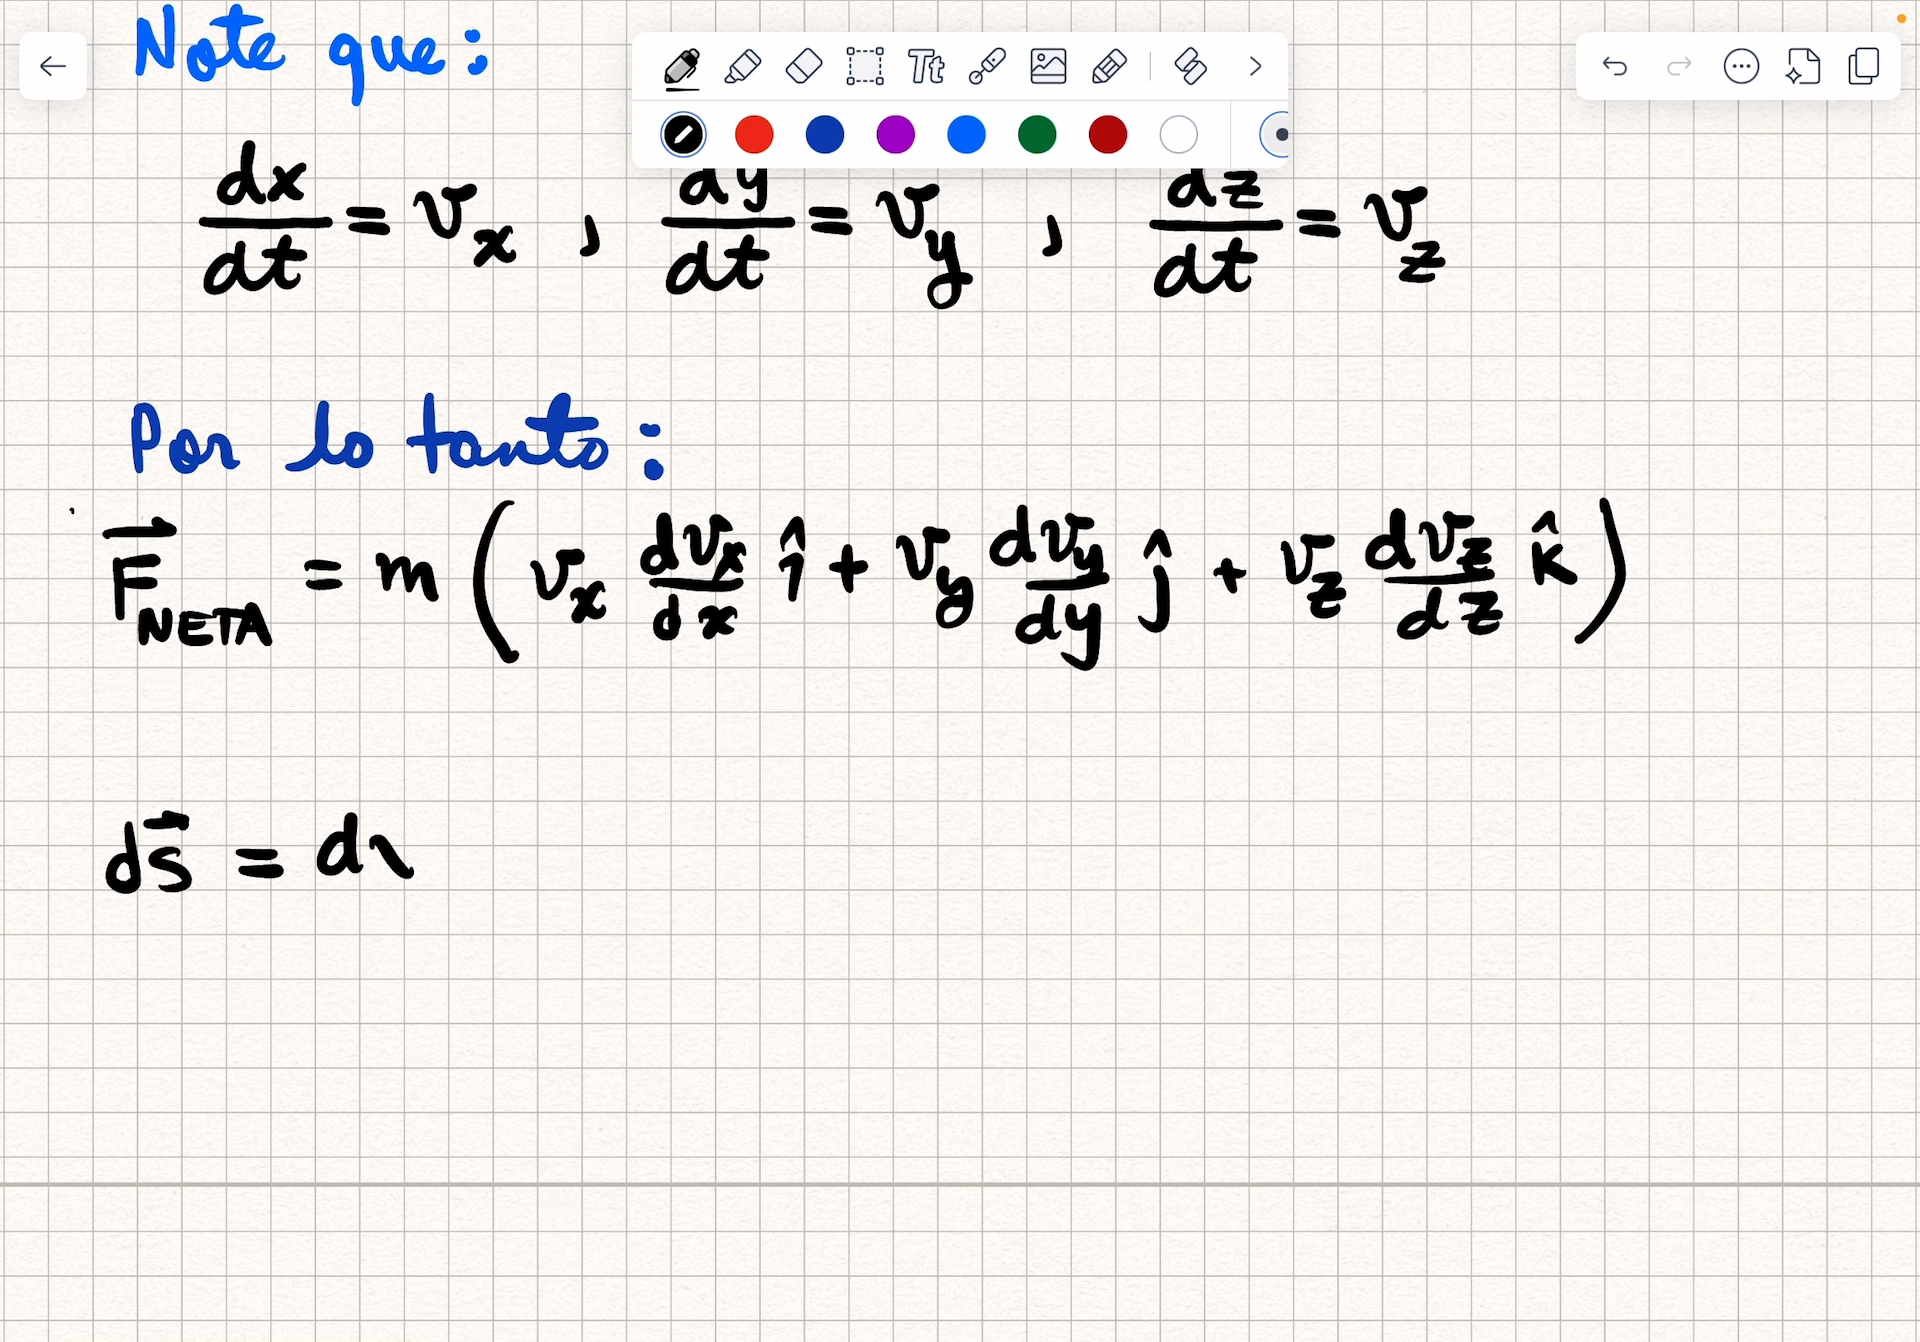 Note que:
Tt
dx/dt = v_x , dy/dt = v_y , dz/dt = v_z
Por lo tanto:
F⃗_NETA = m ( v_x dv_x/dx î + v_y dv_y/dy ĵ + v_z dv_z/dz k̂ )
ds⃗ = d